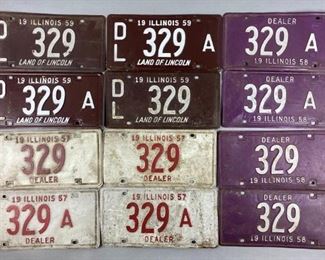 19 ILLINOIS 59
D 329
LAND OF LINCOLN
19 ILLINOIS 59
DL 329 A
LAND OF LINCOLN
DEALER
329 A
19 ILLINOIS 58
19 ILLINOIS 59
329 A
LAND OF LINCOLN
19 ILLINOIS 59
DL 329
LAND OF LINCOLN
DEALER
329 A
19 ILLINOIS 58
19 ILLINOIS 57
329
DEALER
19 ILLINOIS 57
329
DEALER
DEALER
329
19 ILLINOIS 58
19 ILLINOIS 57
329 A
DEALER
19 ILLINOIS 57
329 A
DEALER
DEALER
329
19 ILLINOIS 58